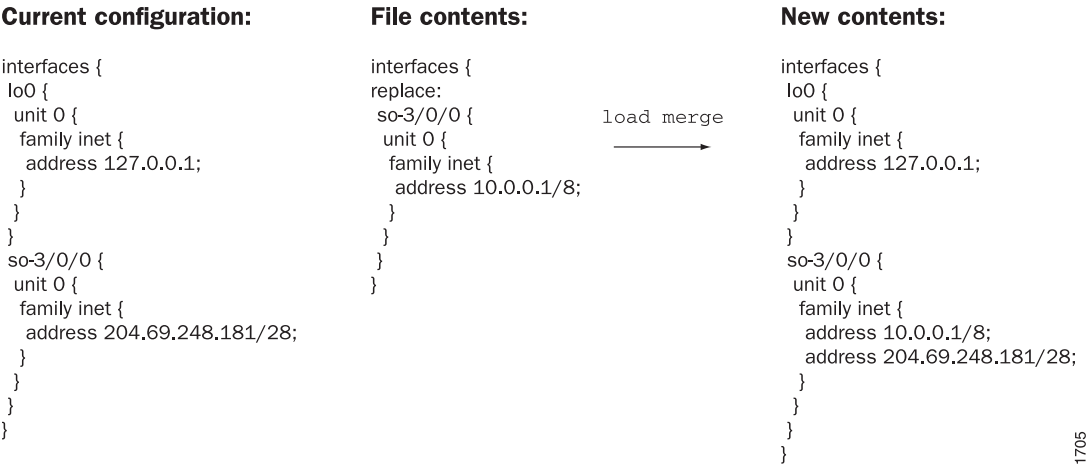 Current configuration:
interfaces {
lo0 {
unit 0 {
family inet {
address 127.0.0.1;
}
}
}
so-3/0/0 {
unit 0 {
family inet {
address 204.69.248.181/28;
}
}
}
}
File contents:
interfaces {
replace:
so-3/0/0 {
unit 0 {
family inet {
address 10.0.0.1/8;
}
}
}
}
load merge
New contents:
interfaces {
lo0 {
unit 0 {
family inet {
address 127.0.0.1;
}
}
}
so-3/0/0 {
unit 0 {
family inet {
address 10.0.0.1/8;
address 204.69.248.181/28;
}
}
}
}
1705